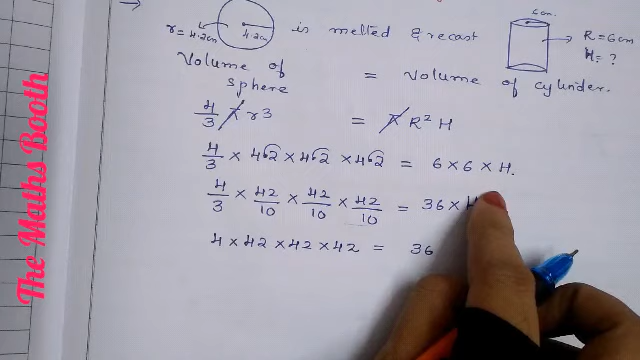 r = 4.2cm 4.2cm is melted & recast 6cm. R = 6cm
H = ?
Volume of sphere = Volume of cylinder.
4/3 π r3 = π R² H
4/3 × 4.2 × 4.2 × 4.2 = 6 × 6 × H.
4/3 × 42/10 × 42/10 × 42/10 = 36 × H
4 × 42 × 42 × 42 = 36
The Maths Booth